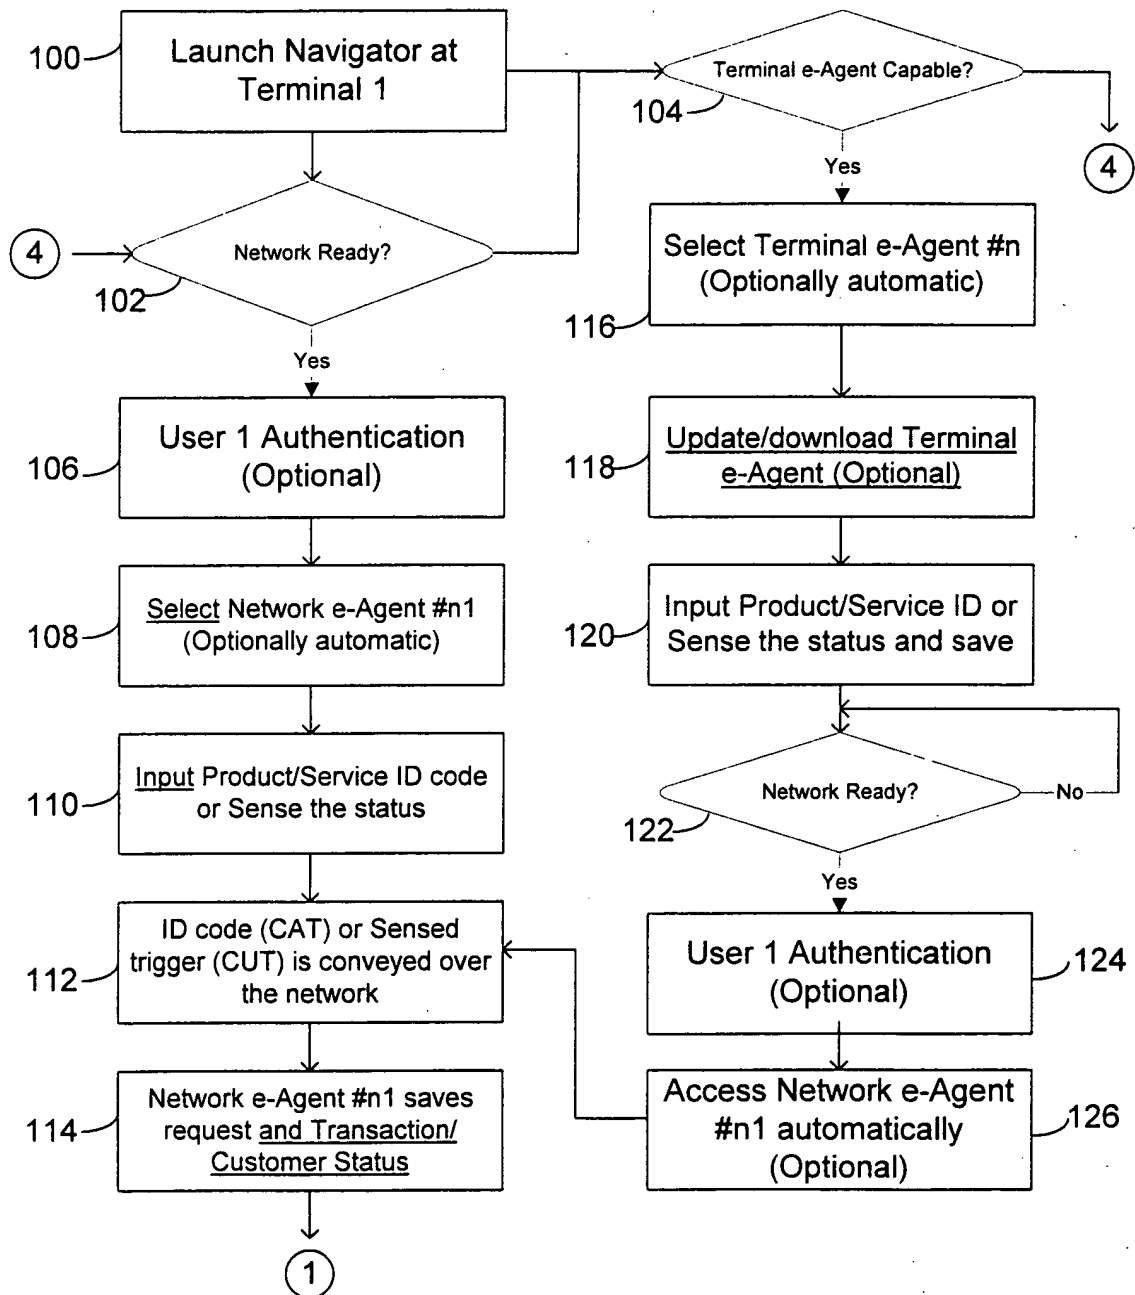 100
Launch Navigator at
Terminal 1
Terminal e-Agent Capable?
104
4
4
Network Ready?
102
Yes
Yes
Select Terminal e-Agent #n
(Optionally automatic)
116
User 1 Authentication
(Optional)
106
Update/download Terminal
e-Agent (Optional)
118
Select Network e-Agent #n1
(Optionally automatic)
108
Input Product/Service ID or
Sense the status and save
120
Input Product/Service ID code
or Sense the status
110
Network Ready?
No
122
Yes
ID code (CAT) or Sensed
trigger (CUT) is conveyed over
the network
112
User 1 Authentication
(Optional)
124
Network e-Agent #n1 saves
request and Transaction/
Customer Status
114
Access Network e-Agent
#n1 automatically
(Optional)
126
1